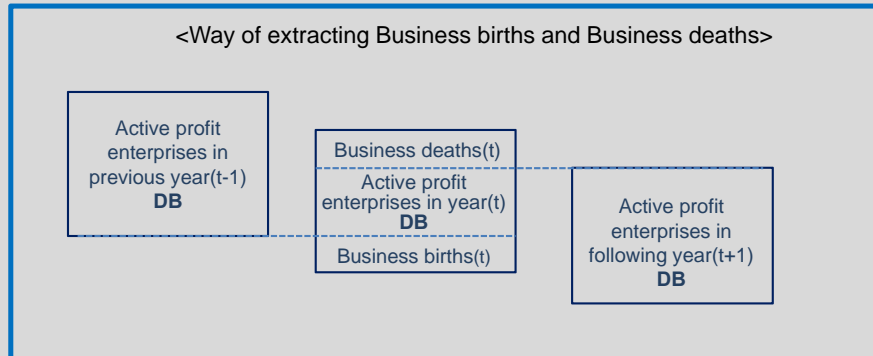 <Way of extracting Business births and Business deaths>
Active profit
enterprises in
previous year(t-1)
DB
Business deaths(t)
Active profit
enterprises in year(t)
DB
Business births(t)
Active profit
enterprises in
following year(t+1)
DB